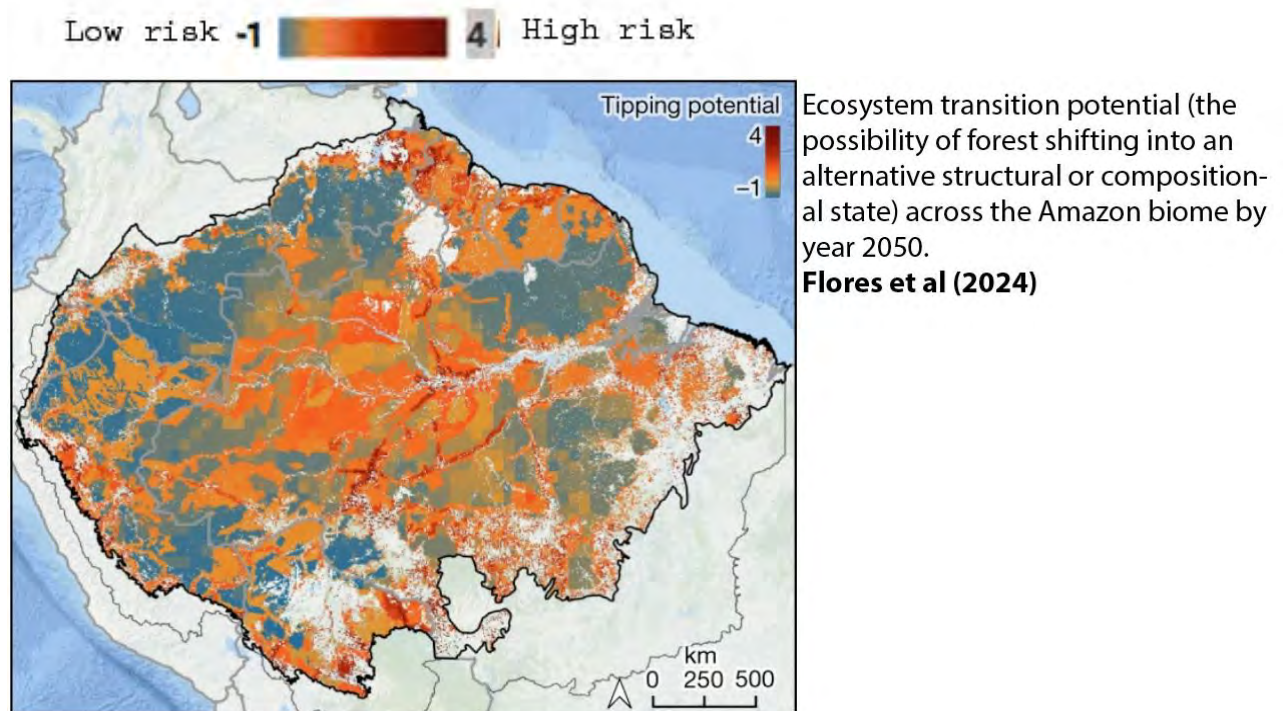 Low risk -1 4 High risk
Tipping potential
4
−1
Ecosystem transition potential (the
possibility of forest shifting into an
alternative structural or composition-
al state) across the Amazon biome by
year 2050.
Flores et al (2024)
km
0 250 500